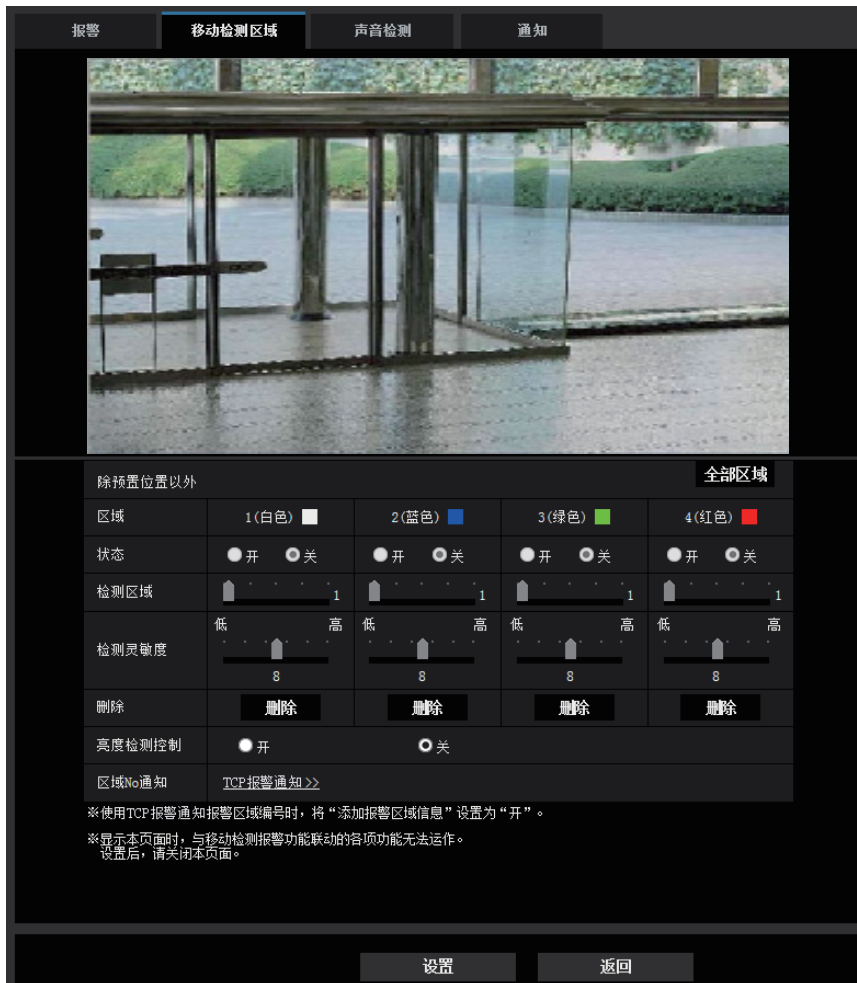 报警 移动检测区域 声音检测 通知
除预置位置以外 全部区域
区域 1(白色) 2(蓝色) 3(绿色) 4(红色)
状态 开 关 开 关 开 关 开 关
检测区域 1 1 1 1
低 高 低 高 低 高 低 高
检测灵敏度
8 8 8 8
删除 删除 删除 删除 删除
亮度检测控制 开 关
区域No通知 TCP报警通知>>
※使用TCP报警通知报警区域编号时，将“添加报警区域信息”设置为“开”。
※显示本页面时，与移动检测报警功能联动的各项功能无法运作。
设置后，请关闭本页面。
设置 返回